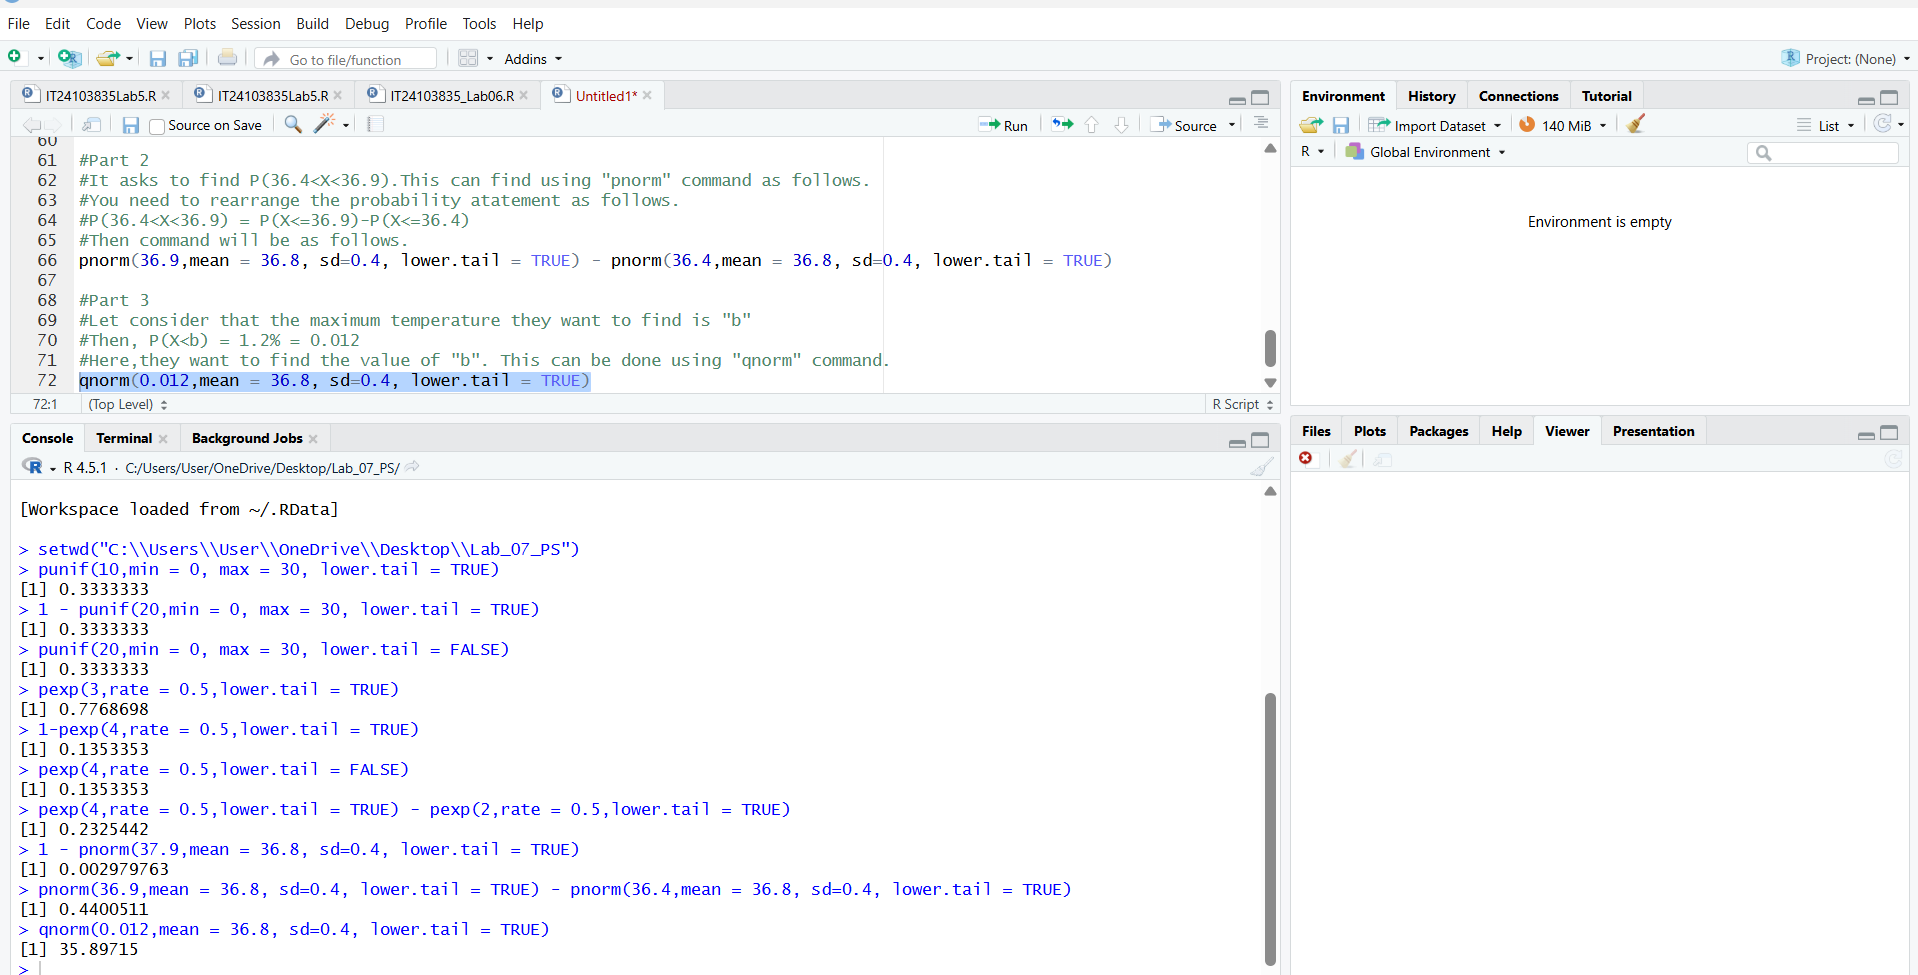 File Edit Code View Plots Session Build Debug Profile Tools Help
Go to file/function Addins Project: (None)
IT24103835Lab5.R IT24103835Lab5.R IT24103835_Lab06.R Untitled1*
Source on Save Run Source
60
61 #Part 2
62 #It asks to find P(36.4<X<36.9).This can find using "pnorm" command as follows.
63 #You need to rearrange the probability atatement as follows.
64 #P(36.4<X<36.9) = P(X<=36.9)-P(X<=36.4)
65 #Then command will be as follows.
66 pnorm(36.9,mean = 36.8, sd=0.4, lower.tail = TRUE) - pnorm(36.4,mean = 36.8, sd=0.4, lower.tail = TRUE)
67
68 #Part 3
69 #Let consider that the maximum temperature they want to find is "b"
70 #Then, P(X<b) = 1.2% = 0.012
71 #Here,they want to find the value of "b". This can be done using "qnorm" command.
72 qnorm(0.012,mean = 36.8, sd=0.4, lower.tail = TRUE)
72:1 (Top Level) R Script
Console Terminal Background Jobs
R 4.5.1 · C:/Users/User/OneDrive/Desktop/Lab_07_PS/
[Workspace loaded from ~/.RData]
> setwd("C:\\Users\\User\\OneDrive\\Desktop\\Lab_07_PS")
> punif(10,min = 0, max = 30, lower.tail = TRUE)
[1] 0.3333333
> 1 - punif(20,min = 0, max = 30, lower.tail = TRUE)
[1] 0.3333333
> punif(20,min = 0, max = 30, lower.tail = FALSE)
[1] 0.3333333
> pexp(3,rate = 0.5,lower.tail = TRUE)
[1] 0.7768698
> 1-pexp(4,rate = 0.5,lower.tail = TRUE)
[1] 0.1353353
> pexp(4,rate = 0.5,lower.tail = FALSE)
[1] 0.1353353
> pexp(4,rate = 0.5,lower.tail = TRUE) - pexp(2,rate = 0.5,lower.tail = TRUE)
[1] 0.2325442
> 1 - pnorm(37.9,mean = 36.8, sd=0.4, lower.tail = TRUE)
[1] 0.002979763
> pnorm(36.9,mean = 36.8, sd=0.4, lower.tail = TRUE) - pnorm(36.4,mean = 36.8, sd=0.4, lower.tail = TRUE)
[1] 0.4400511
> qnorm(0.012,mean = 36.8, sd=0.4, lower.tail = TRUE)
[1] 35.89715
>
Environment History Connections Tutorial
Import Dataset 140 MiB List
R Global Environment
Environment is empty
Files Plots Packages Help Viewer Presentation